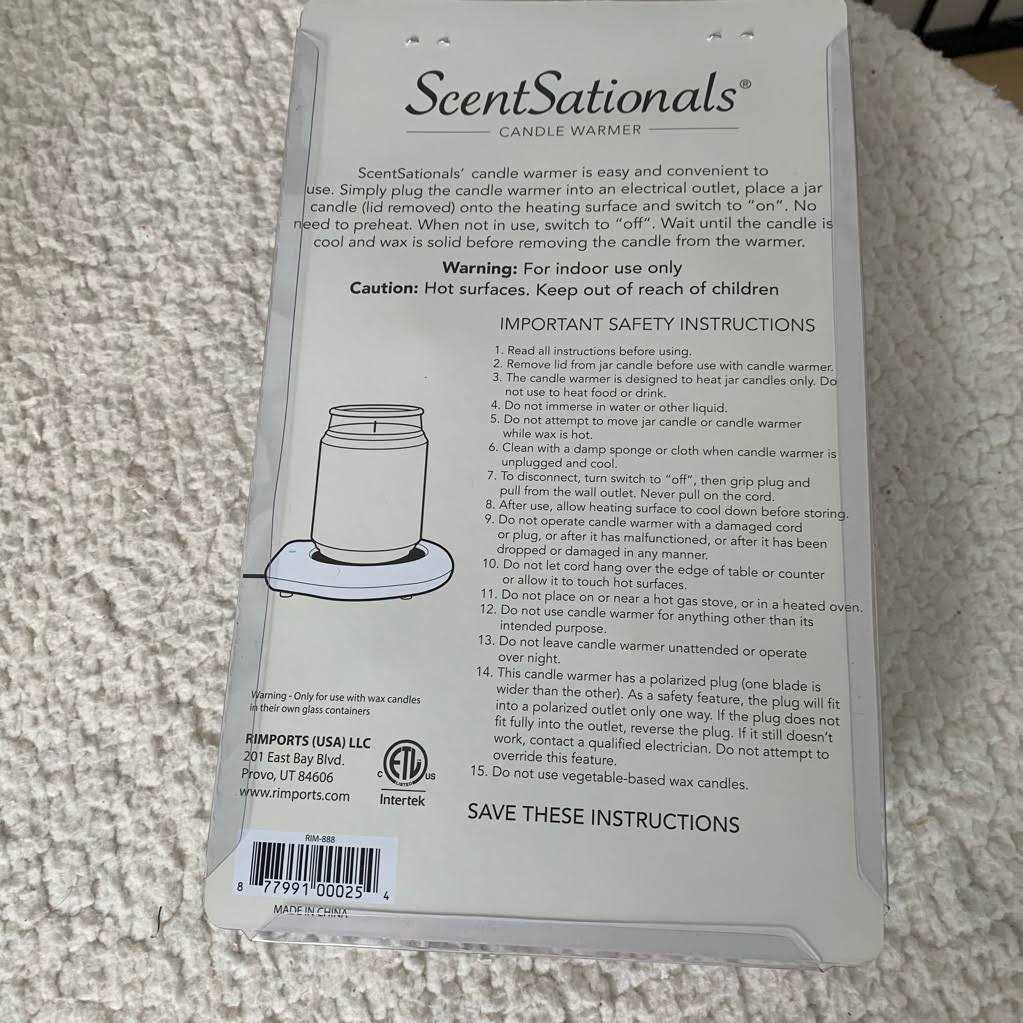 ScentSationals®
CANDLE WARMER
ScentSationals' candle warmer is easy and convenient to
use. Simply plug the candle warmer into an electrical outlet, place a jar
candle (lid removed) onto the heating surface and switch to "on". No
need to preheat. When not in use, switch to "off". Wait until the candle is
cool and wax is solid before removing the candle from the warmer.
Warning: For indoor use only
Caution: Hot surfaces. Keep out of reach of children
IMPORTANT SAFETY INSTRUCTIONS
1. Read all instructions before using.
2. Remove lid from jar candle before use with candle warmer.
3. The candle warmer is designed to heat jar candles only. Do
not use to heat food or drink.
4. Do not immerse in water or other liquid.
5. Do not attempt to move jar candle or candle warmer
while wax is hot.
6. Clean with a damp sponge or cloth when candle warmer is
unplugged and cool.
7. To disconnect, turn switch to "off", then grip plug and
pull from the wall outlet. Never pull on the cord.
8. After use, allow heating surface to cool down before storing.
9. Do not operate candle warmer with a damaged cord
or plug, or after it has malfunctioned, or after it has been
dropped or damaged in any manner.
10. Do not let cord hang over the edge of table or counter
or allow it to touch hot surfaces.
11. Do not place on or near a hot gas stove, or in a heated oven.
12. Do not use candle warmer for anything other than its
intended purpose.
13. Do not leave candle warmer unattended or operate
over night.
14. This candle warmer has a polarized plug (one blade is
wider than the other). As a safety feature, the plug will fit
into a polarized outlet only one way. If the plug does not
fit fully into the outlet, reverse the plug. If it still doesn't
work, contact a qualified electrician. Do not attempt to
override this feature.
15. Do not use vegetable-based wax candles.
SAVE THESE INSTRUCTIONS
Warning - Only for use with wax candles
in their own glass containers
RIMPORTS (USA) LLC
201 East Bay Blvd.
Provo, UT 84606
www.rimports.com
C ETL US
LISTED
Intertek
RIM-888
8 77991 00025 4
MADE IN CHINA